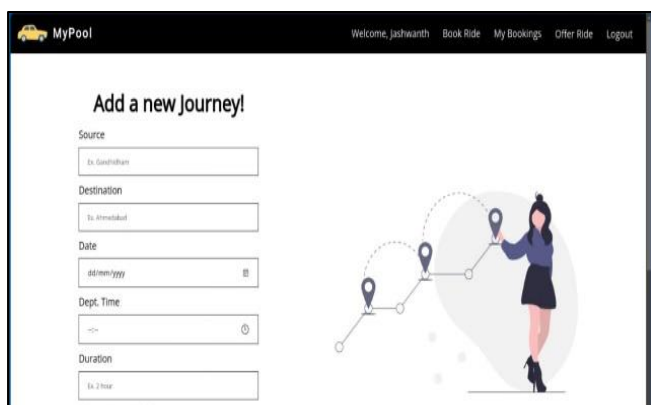 MyPool
Welcome, Jashwanth Book Ride My Bookings Offer Ride Logout
Add a new Journey!
Source
Ex. Gandhidham
Destination
Ex. Ahmedabad
Date
dd/mm/yyyy
Dept. Time
--:--
Duration
Ex. 2 hour